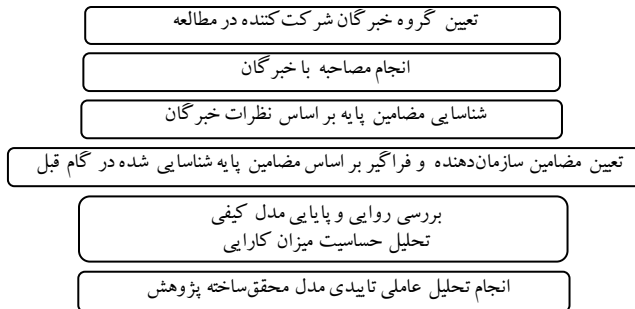 تعیین گروه خبرگان شرکت‌کننده در مطالعه
انجام مصاحبه با خبرگان
شناسایی مضامین پایه بر اساس نظرات خبرگان
تعیین مضامین سازمان‌دهنده و فراگیر بر اساس مضامین پایه شناسایی شده در گام قبل
بررسی روایی و پایایی مدل کیفی
تحلیل حساسیت میزان کارایی
انجام تحلیل عاملی تاییدی مدل محقق‌ساخته پژوهش